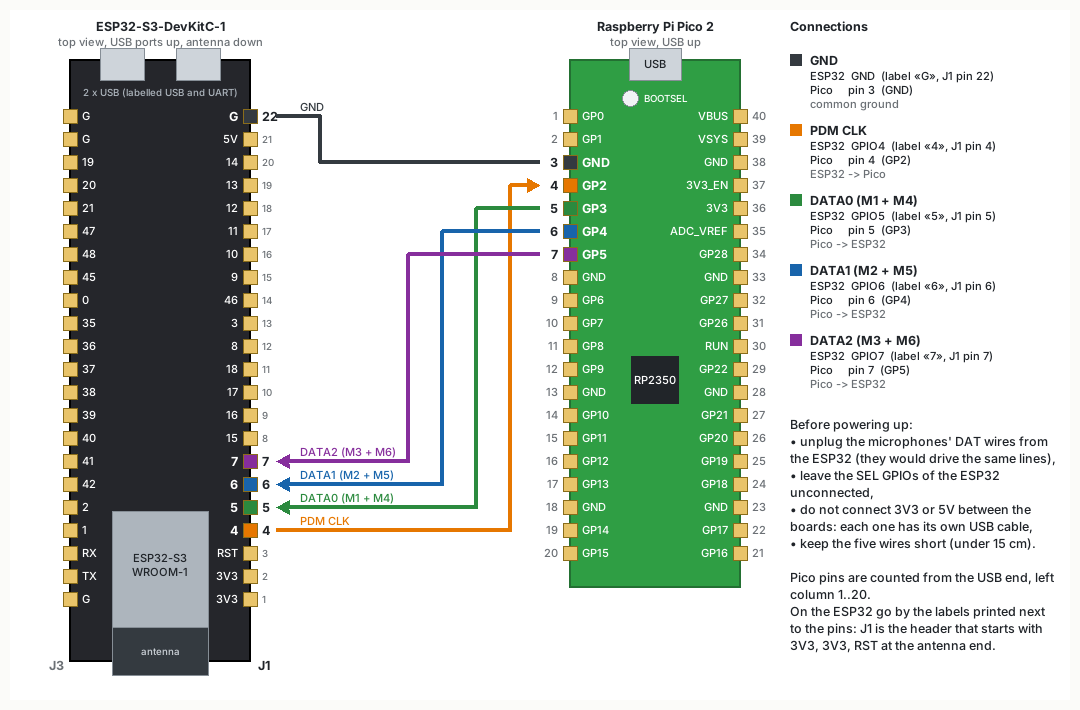 ESP32-S3-DevKitC-1
top view, USB ports up, antenna down
2 x USB (labelled USB and UART)
G G 22
G 5V 21
19 14 20
20 13 19
21 12 18
47 11 17
48 10 16
45 9 15
0 46 14
35 3 13
36 8 12
37 18 11
38 17 10
39 16 9
40 15 8
41 7 7
42 6 6
2 5 5
1 4 4
RX RST 3
TX 3V3 2
G 3V3 1
ESP32-S3
WROOM-1
antenna
J3
J1
GND
DATA2 (M3 + M6)
DATA1 (M2 + M5)
DATA0 (M1 + M4)
PDM CLK
Raspberry Pi Pico 2
top view, USB up
USB
BOOTSEL
1 GP0 VBUS 40
2 GP1 VSYS 39
3 GND GND 38
4 GP2 3V3_EN 37
5 GP3 3V3 36
6 GP4 ADC_VREF 35
7 GP5 GP28 34
8 GND GND 33
9 GP6 GP27 32
10 GP7 GP26 31
11 GP8 RUN 30
12 GP9 GP22 29
13 GND GND 28
14 GP10 GP21 27
15 GP11 GP20 26
16 GP12 GP19 25
17 GP13 GP18 24
18 GND GND 23
19 GP14 GP17 22
20 GP15 GP16 21
RP2350
Connections
GND
ESP32 GND (label «G», J1 pin 22)
Pico pin 3 (GND)
common ground
PDM CLK
ESP32 GPIO4 (label «4», J1 pin 4)
Pico pin 4 (GP2)
ESP32 -> Pico
DATA0 (M1 + M4)
ESP32 GPIO5 (label «5», J1 pin 5)
Pico pin 5 (GP3)
Pico -> ESP32
DATA1 (M2 + M5)
ESP32 GPIO6 (label «6», J1 pin 6)
Pico pin 6 (GP4)
Pico -> ESP32
DATA2 (M3 + M6)
ESP32 GPIO7 (label «7», J1 pin 7)
Pico pin 7 (GP5)
Pico -> ESP32
Before powering up:
• unplug the microphones' DAT wires from
the ESP32 (they would drive the same lines),
• leave the SEL GPIOs of the ESP32
unconnected,
• do not connect 3V3 or 5V between the
boards: each one has its own USB cable,
• keep the five wires short (under 15 cm).
Pico pins are counted from the USB end, left
column 1..20.
On the ESP32 go by the labels printed next
to the pins: J1 is the header that starts with
3V3, 3V3, RST at the antenna end.